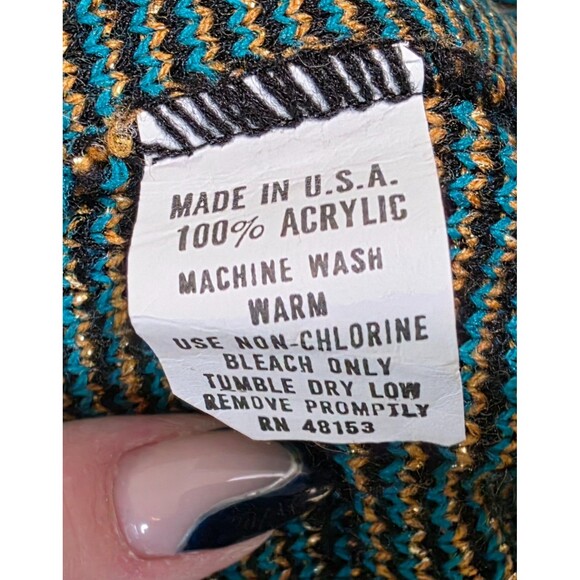 MADE IN U.S.A.
100% ACRYLIC
MACHINE WASH
WARM
USE NON-CHLORINE
BLEACH ONLY
TUMBLE DRY LOW
REMOVE PROMPTLY
RN 48153